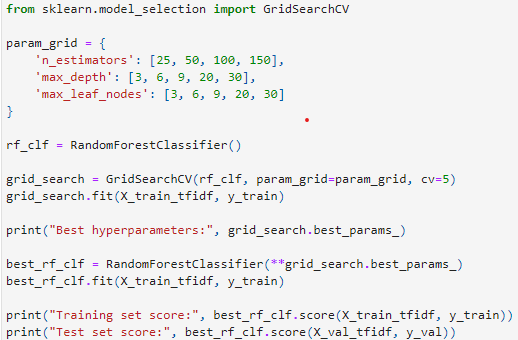 from sklearn.model_selection import GridSearchCV
param_grid = {
    'n_estimators': [25, 50, 100, 150],
    'max_depth': [3, 6, 9, 20, 30],
    'max_leaf_nodes': [3, 6, 9, 20, 30]
}
rf_clf = RandomForestClassifier()
grid_search = GridSearchCV(rf_clf, param_grid=param_grid, cv=5)
grid_search.fit(X_train_tfidf, y_train)
print("Best hyperparameters:", grid_search.best_params_)
best_rf_clf = RandomForestClassifier(**grid_search.best_params_)
best_rf_clf.fit(X_train_tfidf, y_train)
print("Training set score:", best_rf_clf.score(X_train_tfidf, y_train))
print("Test set score:", best_rf_clf.score(X_val_tfidf, y_val))